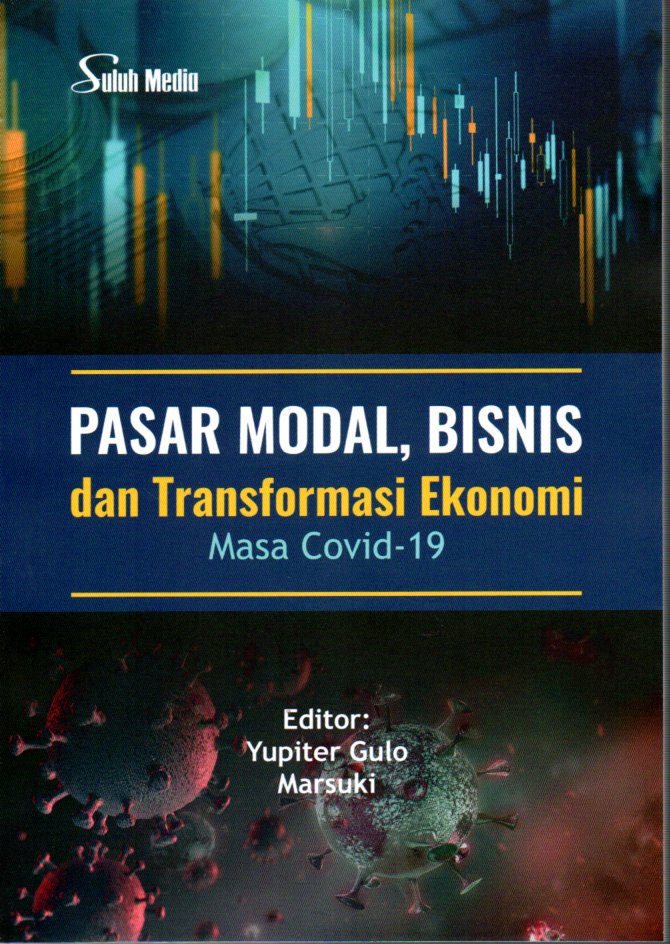 Suluh Media
PASAR MODAL, BISNIS
dan Transformasi Ekonomi
Masa Covid-19
Editor:
Yupiter Gulo
Marsuki